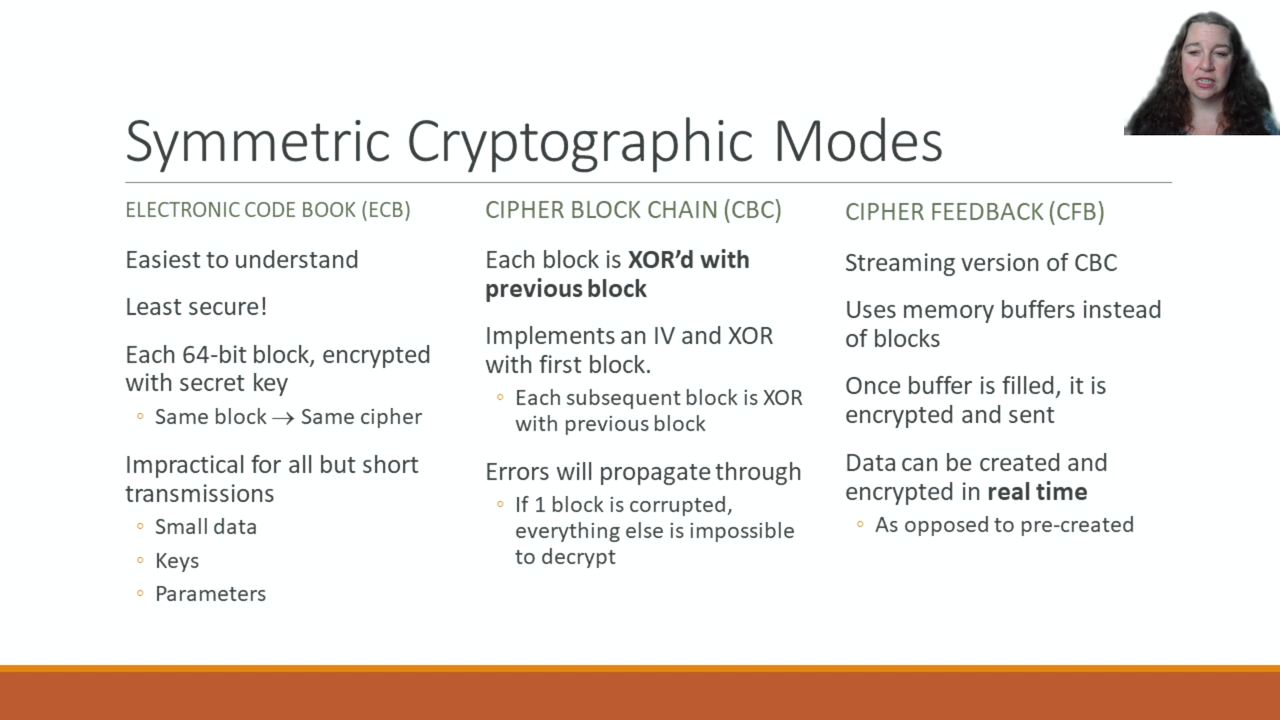 Symmetric Cryptographic Modes
ELECTRONIC CODE BOOK (ECB)
Easiest to understand
Least secure!
Each 64-bit block, encrypted
with secret key
◦ Same block → Same cipher
Impractical for all but short
transmissions
◦ Small data
◦ Keys
◦ Parameters
CIPHER BLOCK CHAIN (CBC)
Each block is XOR’d with
previous block
Implements an IV and XOR
with first block.
◦ Each subsequent block is XOR
with previous block
Errors will propagate through
◦ If 1 block is corrupted,
everything else is impossible
to decrypt
CIPHER FEEDBACK (CFB)
Streaming version of CBC
Uses memory buffers instead
of blocks
Once buffer is filled, it is
encrypted and sent
Data can be created and
encrypted in real time
◦ As opposed to pre-created